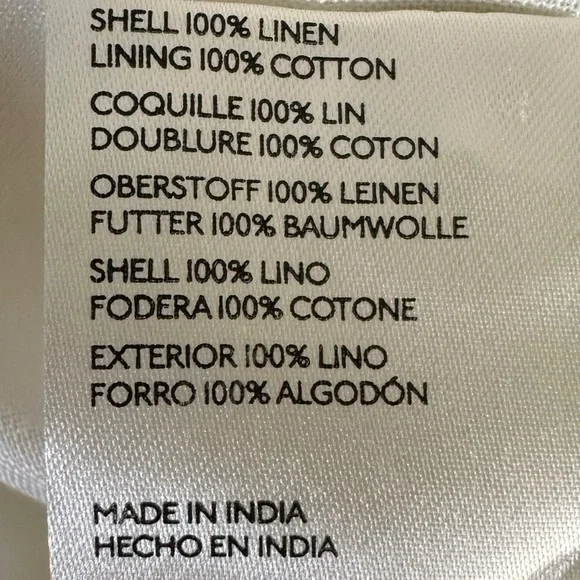 SHELL 100% LINEN
LINING 100% COTTON
COQUILLE 100% LIN
DOUBLURE 100% COTON
OBERSTOFF 100% LEINEN
FUTTER 100% BAUMWOLLE
SHELL 100% LINO
FODERA 100% COTONE
EXTERIOR 100% LINO
FORRO 100% ALGODÓN
MADE IN INDIA
HECHO EN INDIA